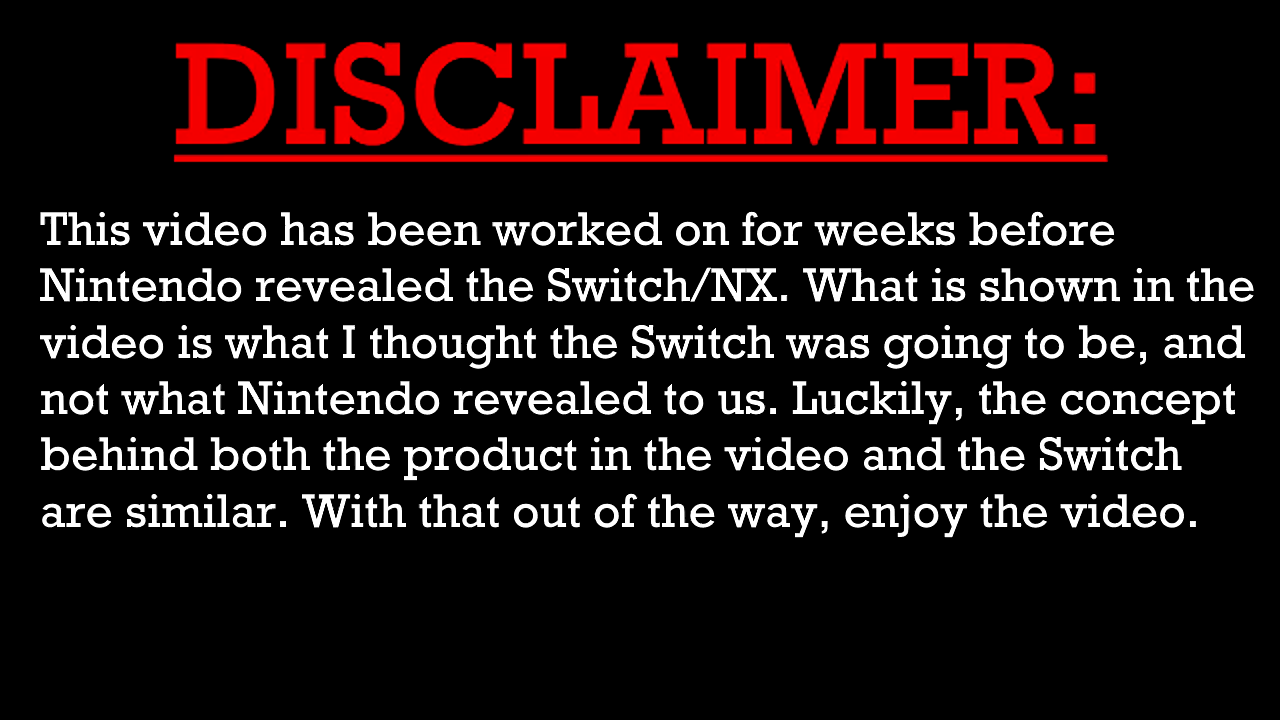 DISCLAIMER:
This video has been worked on for weeks before
Nintendo revealed the Switch/NX. What is shown in the
video is what I thought the Switch was going to be, and
not what Nintendo revealed to us. Luckily, the concept
behind both the product in the video and the Switch
are similar. With that out of the way, enjoy the video.